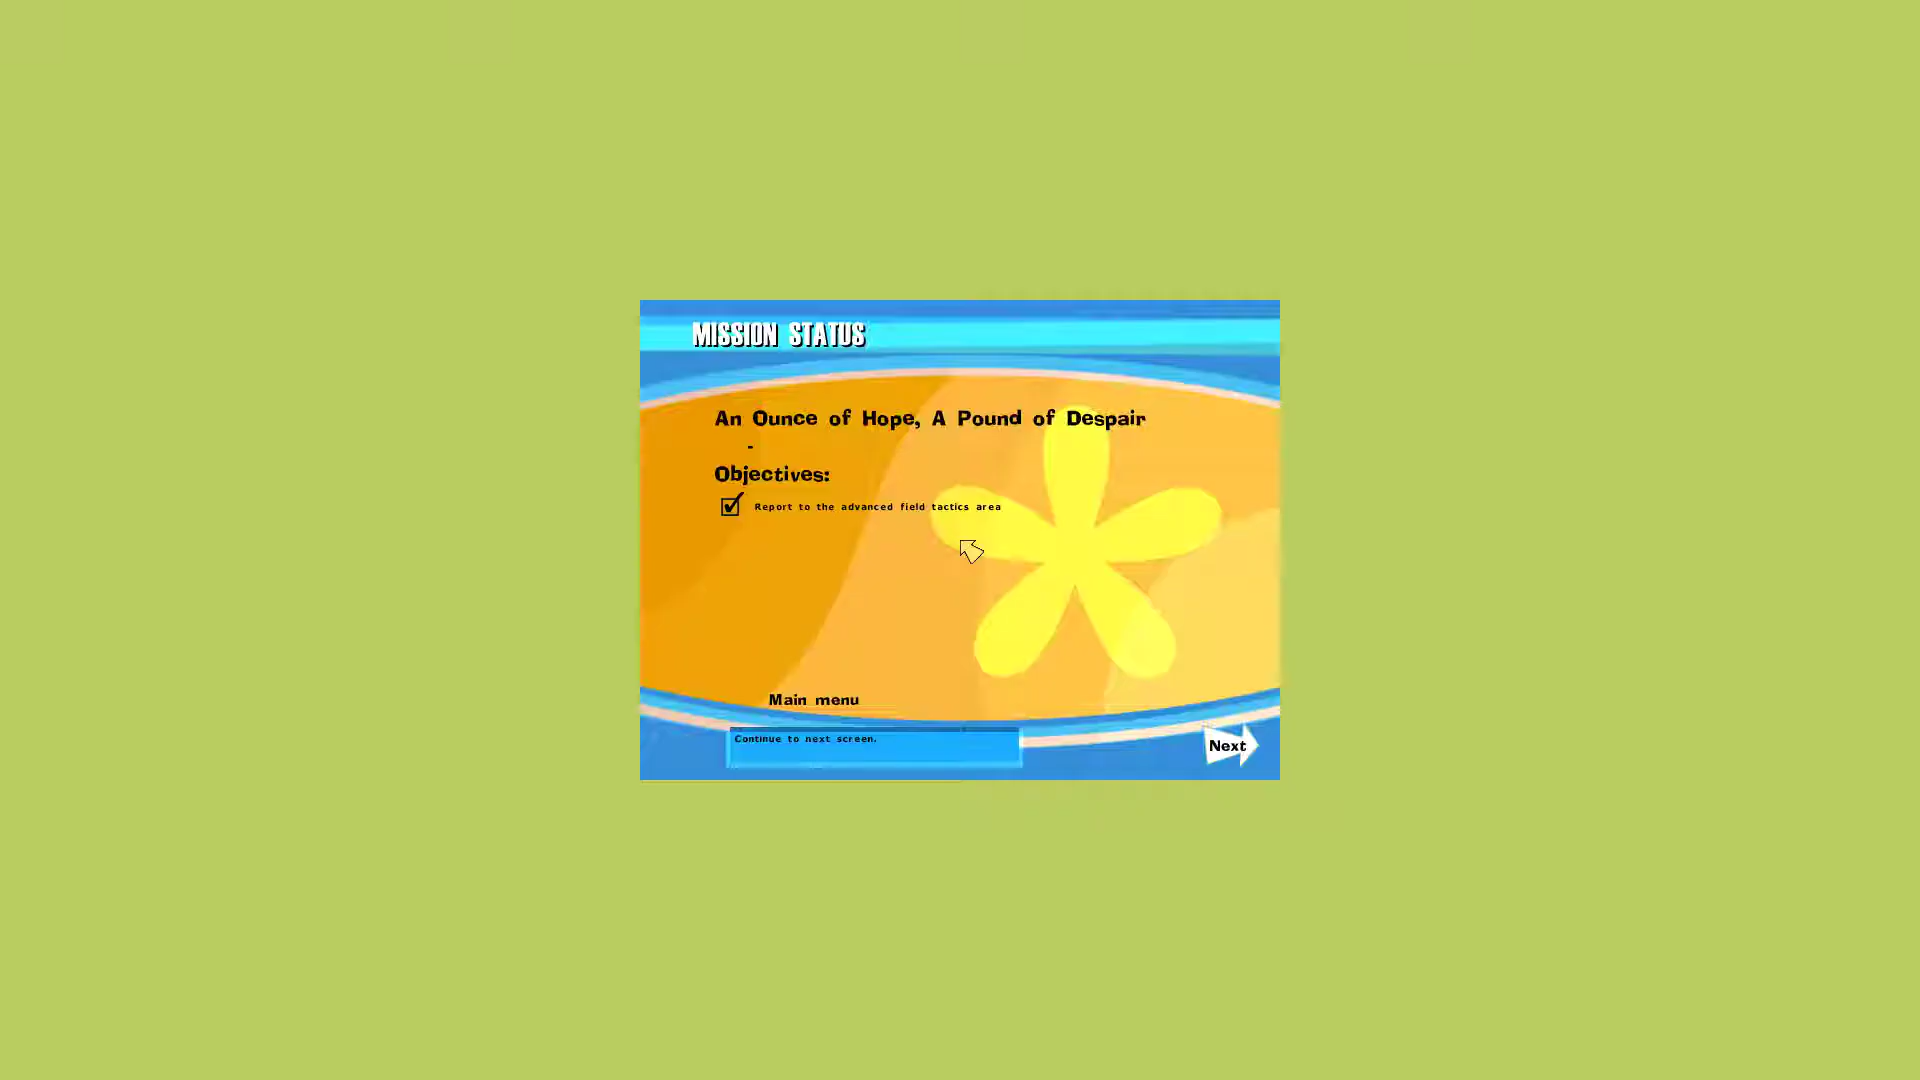 MISSION STATUS
An Ounce of Hope, A Pound of Despair
-
Objectives:
Report to the advanced field tactics area
Main menu
Continue to next screen.
Next